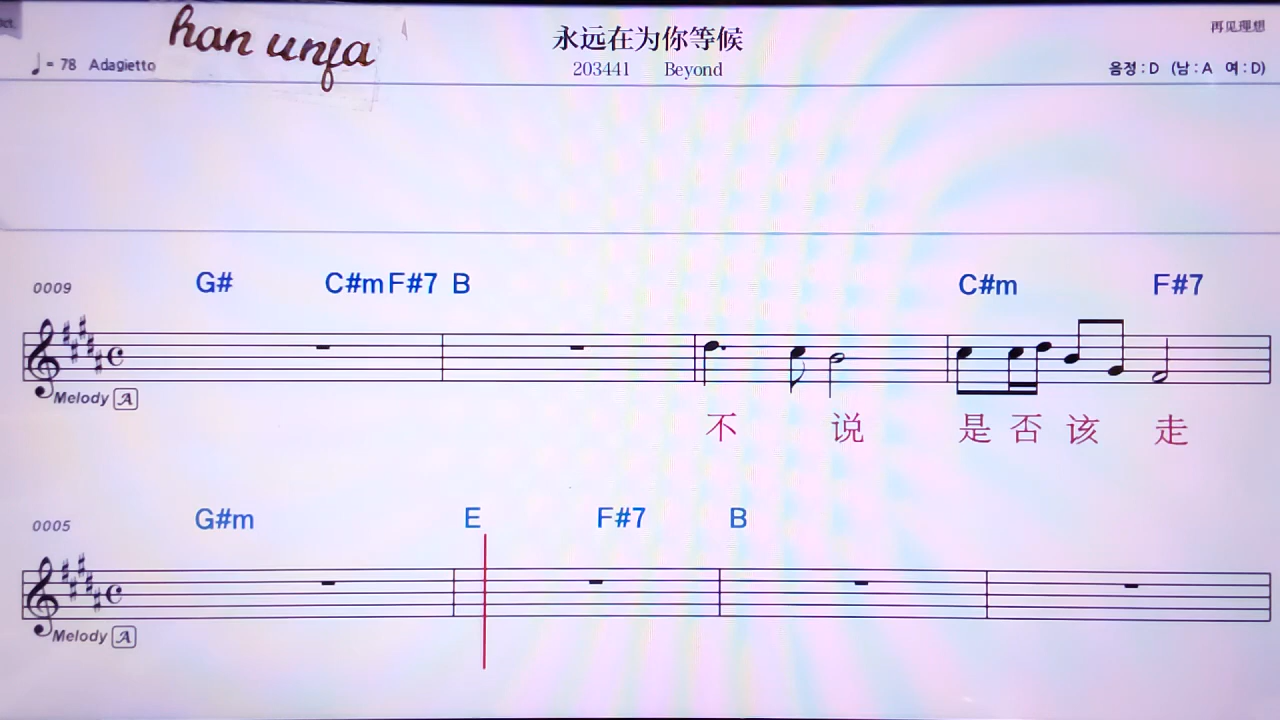 han unfa
永远在为你等候
再见理想
♩= 78 Adagietto
203441 Beyond
음정 : D (남 : A 여 : D)
0009 G# C#m F#7 B C#m F#7
Melody A
不 说 是 否 该 走
0005 G#m E F#7 B
Melody A